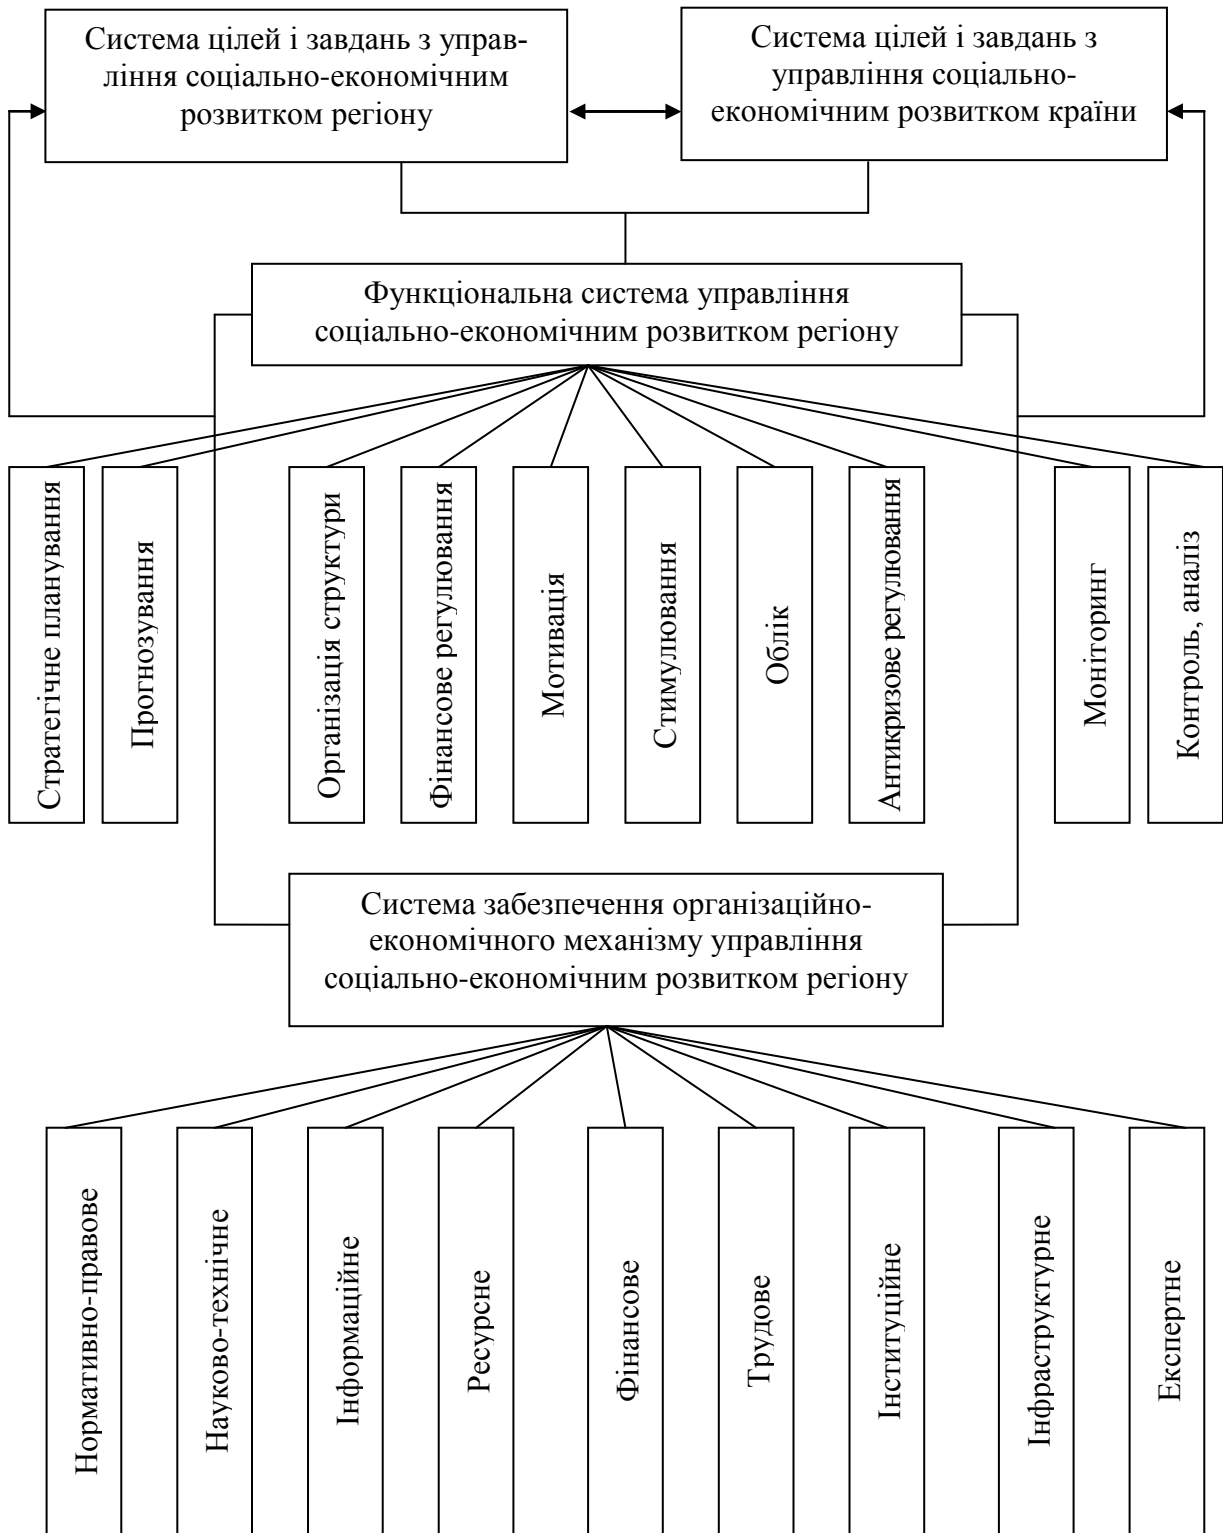 Система цілей і завдань з управ-
ління соціально-економічним
розвитком регіону
Система цілей і завдань з
управління соціально-
економічним розвитком країни
Функціональна система управління
соціально-економічним розвитком регіону
Стратегічне планування
Прогнозування
Організація структури
Фінансове регулювання
Мотивація
Стимулювання
Облік
Антикризове регулювання
Моніторинг
Контроль, аналіз
Система забезпечення організаційно-
економічного механізму управління
соціально-економічним розвитком регіону
Нормативно-правове
Науково-технічне
Інформаційне
Ресурсне
Фінансове
Трудове
Інституційне
Інфраструктурне
Експертне